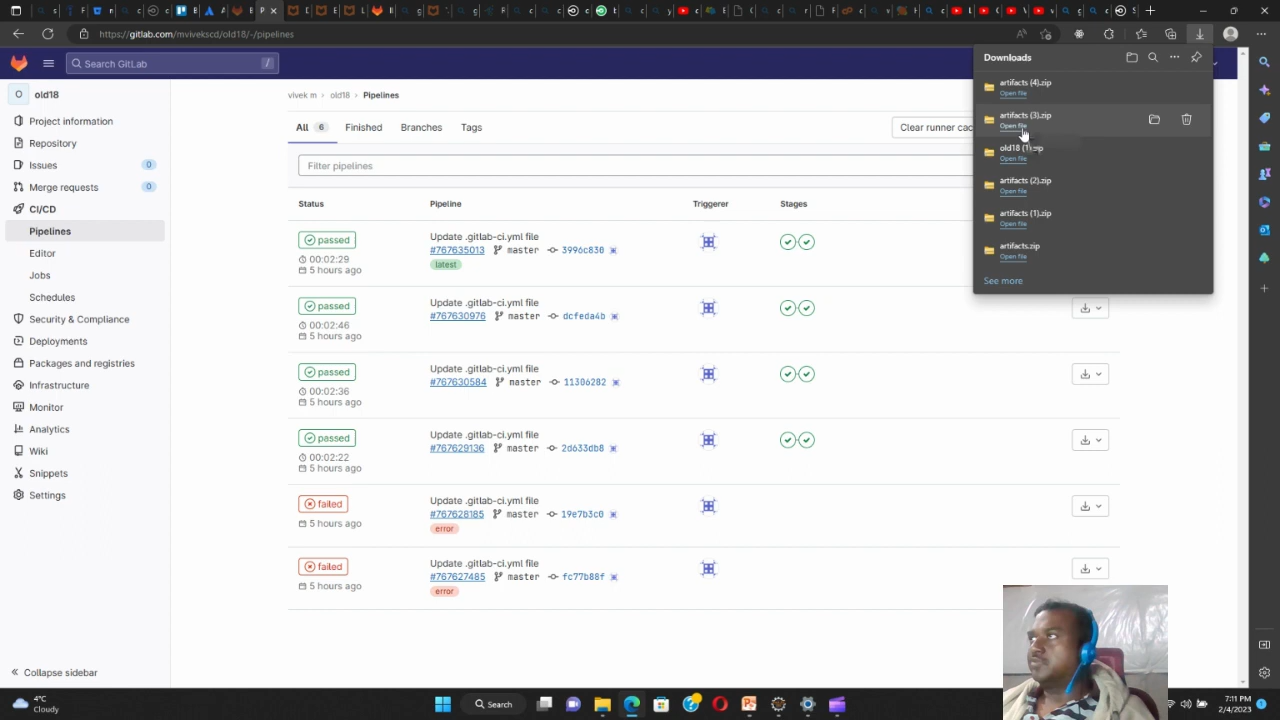 https://gitlab.com/mvivekscd/old18/-/pipelines
Search GitLab
/
Downloads
artifacts (4).zip
Open file
artifacts (3).zip
Open file
old18 (1).zip
Open file
artifacts (2).zip
Open file
artifacts (1).zip
Open file
artifacts.zip
Open file
See more
O
old18
Project information
Repository
Issues
0
Merge requests
0
CI/CD
Pipelines
Editor
Jobs
Schedules
Security & Compliance
Deployments
Packages and registries
Infrastructure
Monitor
Analytics
Wiki
Snippets
Settings
Collapse sidebar
vivek m > old18 > Pipelines
All 6
Finished
Branches
Tags
Clear runner cac
Filter pipelines
Status
Pipeline
Triggerer
Stages
passed
00:02:29
5 hours ago
Update .gitlab-ci.yml file
#767635013 master 3996c830
latest
passed
00:02:46
5 hours ago
Update .gitlab-ci.yml file
#767630976 master dcfeda4b
passed
00:02:36
5 hours ago
Update .gitlab-ci.yml file
#767630584 master 11306282
passed
00:02:22
5 hours ago
Update .gitlab-ci.yml file
#767629136 master 2d633db8
failed
5 hours ago
Update .gitlab-ci.yml file
#767628185 master 19e7b3c0
error
failed
5 hours ago
Update .gitlab-ci.yml file
#767627485 master fc77b88f
error
4°C
Cloudy
Search
7:11 PM
2/4/2023